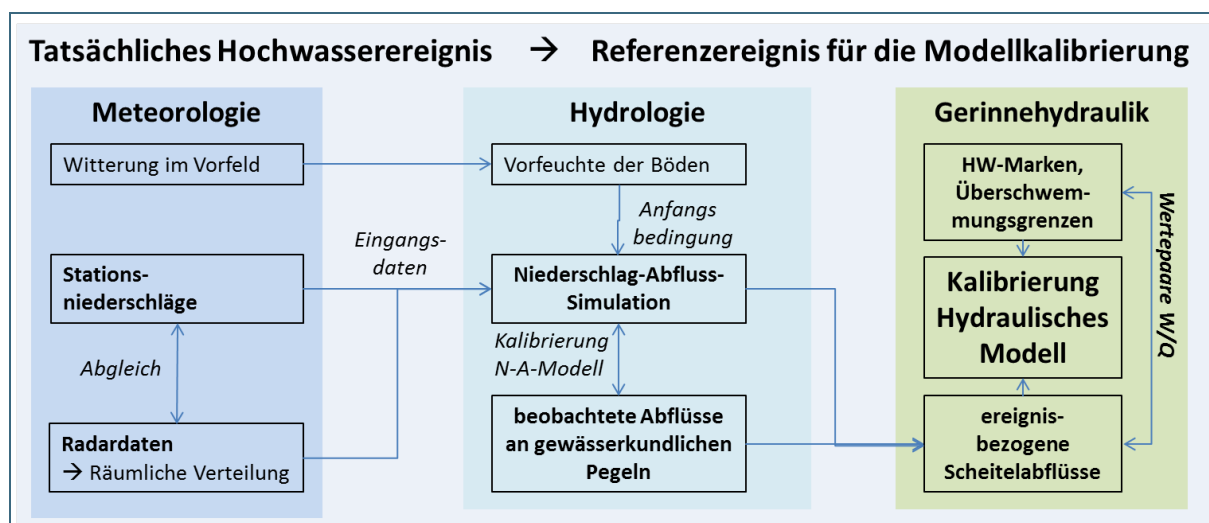 Tatsächliches Hochwasserereignis → Referenzereignis für die Modellkalibrierung
Meteorologie
Witterung im Vorfeld
Stations-
niederschläge
Abgleich
Radardaten
→ Räumliche Verteilung
Eingangs-
daten
Hydrologie
Vorfeuchte der Böden
Anfangs
bedingung
Niederschlag-Abfluss-
Simulation
Kalibrierung
N-A-Modell
beobachtete Abflüsse
an gewässerkundlichen
Pegeln
Gerinnehydraulik
HW-Marken,
Überschwem-
mungsgrenzen
Kalibrierung
Hydraulisches
Modell
ereignis-
bezogene
Scheitelabflüsse
Wertepaare W/Q